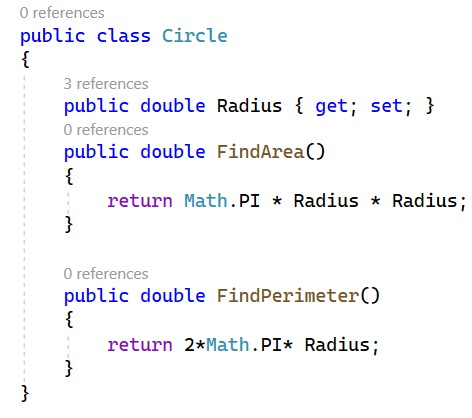 0 references
public class Circle
{
3 references
public double Radius { get; set; }
0 references
public double FindArea()
{
return Math.PI * Radius * Radius;
}
0 references
public double FindPerimeter()
{
return 2*Math.PI* Radius;
}
}